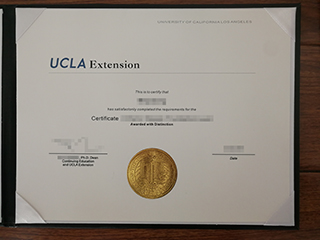 UNIVERSITY OF CALIFORNIA LOS ANGELES
UCLA Extension
This is to certify that
has satisfactorily completed the requirements for the
Certificate
Awarded with Distinction
Ph.D. Dean
Continuing Education
and UCLA Extension
Date